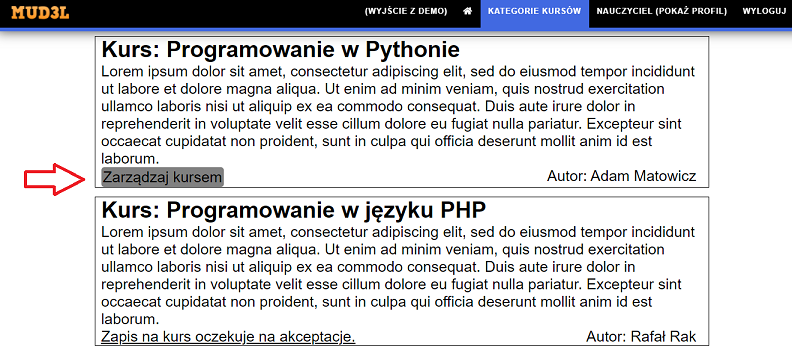 MUD3L
(WYJŚCIE Z DEMO) KATEGORIE KURSÓW NAUCZYCIEL (POKAŻ PROFIL) WYLOGUJ
Kurs: Programowanie w Pythonie
Lorem ipsum dolor sit amet, consectetur adipiscing elit, sed do eiusmod tempor incididunt
ut labore et dolore magna aliqua. Ut enim ad minim veniam, quis nostrud exercitation
ullamco laboris nisi ut aliquip ex ea commodo consequat. Duis aute irure dolor in
reprehenderit in voluptate velit esse cillum dolore eu fugiat nulla pariatur. Excepteur sint
occaecat cupidatat non proident, sunt in culpa qui officia deserunt mollit anim id est
laborum.
Zarządzaj kursem Autor: Adam Matowicz
Kurs: Programowanie w języku PHP
Lorem ipsum dolor sit amet, consectetur adipiscing elit, sed do eiusmod tempor incididunt
ut labore et dolore magna aliqua. Ut enim ad minim veniam, quis nostrud exercitation
ullamco laboris nisi ut aliquip ex ea commodo consequat. Duis aute irure dolor in
reprehenderit in voluptate velit esse cillum dolore eu fugiat nulla pariatur. Excepteur sint
occaecat cupidatat non proident, sunt in culpa qui officia deserunt mollit anim id est
laborum.
Zapis na kurs oczekuje na akceptacje. Autor: Rafał Rak